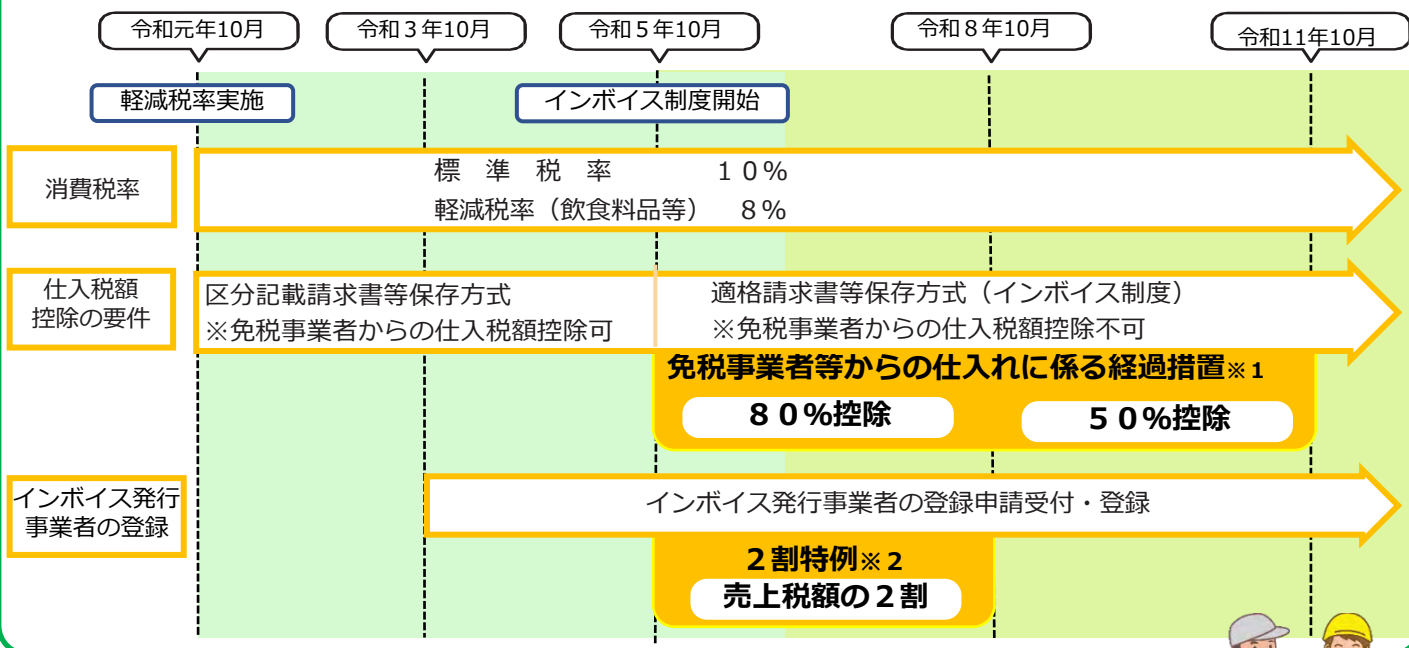 令和元年10月
令和３年10月
令和５年10月
令和８年10月
令和11年10月
軽減税率実施
インボイス制度開始
消費税率
標　準　税　率　　　　１０％
軽減税率（飲食料品等）　８％
仕入税額
控除の要件
区分記載請求書等保存方式
※免税事業者からの仕入税額控除可
適格請求書等保存方式（インボイス制度）
※免税事業者からの仕入税額控除不可
免税事業者等からの仕入れに係る経過措置※１
８０％控除
５０％控除
インボイス発行
事業者の登録
インボイス発行事業者の登録申請受付・登録
２割特例※２
売上税額の２割